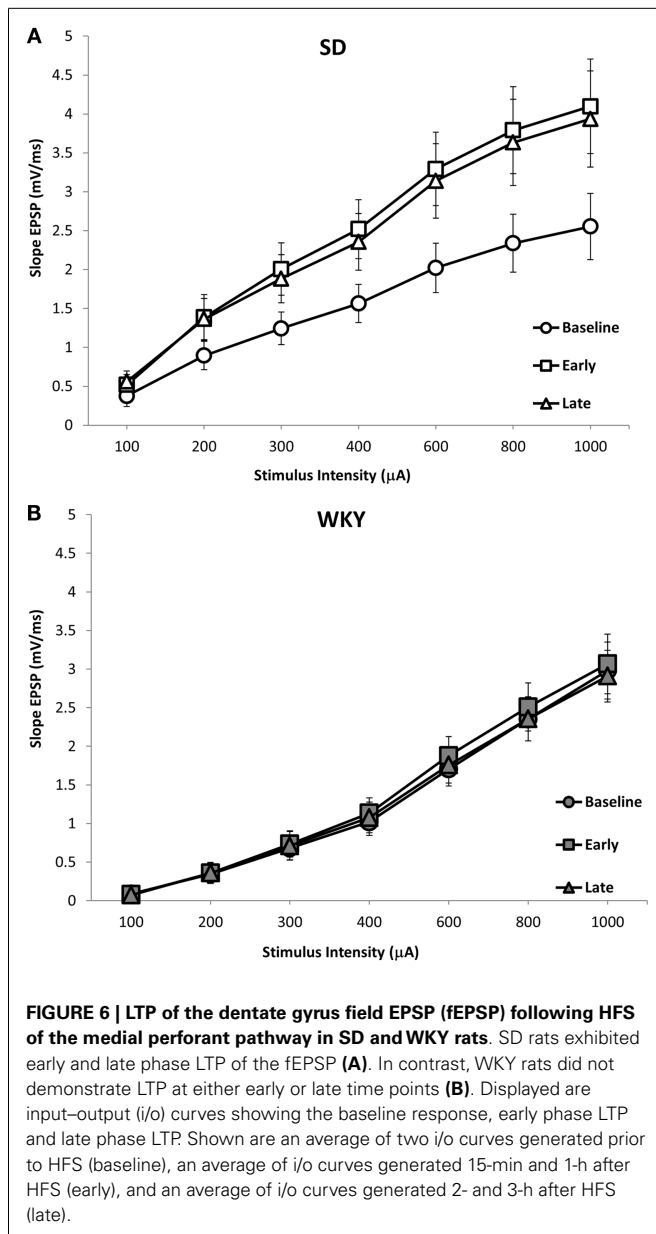 A
SD
5
4.5
4
3.5
3
2.5
2
1.5
1
0.5
0
Slope EPSP (mV/ms)
Baseline
Early
Late
100 200 300 400 600 800 1000
Stimulus Intensity (µA)
B
WKY
5
4.5
4
3.5
3
2.5
2
1.5
1
0.5
0
Slope EPSP (mV/ms)
Baseline
Early
Late
100 200 300 400 600 800 1000
Stimulus Intensity (µA)
FIGURE 6 | LTP of the dentate gyrus field EPSP (fEPSP) following HFS
of the medial perforant pathway in SD and WKY rats. SD rats exhibited
early and late phase LTP of the fEPSP (A). In contrast, WKY rats did not
demonstrate LTP at either early or late time points (B). Displayed are
input–output (i/o) curves showing the baseline response, early phase LTP
and late phase LTP. Shown are an average of two i/o curves generated prior
to HFS (baseline), an average of i/o curves generated 15-min and 1-h after
HFS (early), and an average of i/o curves generated 2- and 3-h after HFS
(late).